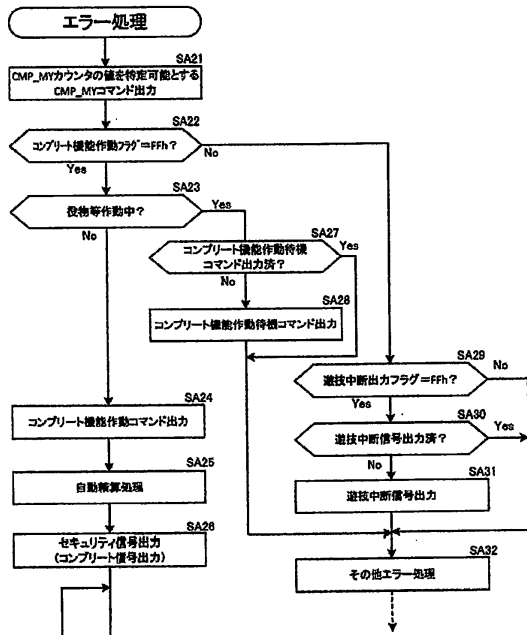 エラー処理
SA21
CMP_MYカウンタの値を特定可能とする
CMP_MYコマンド出力
SA22
コンプリート機能作動フラグ=FFh?
No
Yes
SA23
役物等作動中?
Yes
No
SA27
コンプリート機能作動待機
コマンド出力済?
Yes
No
SA28
コンプリート機能作動待機コマンド出力
SA29
遊技中断出力フラグ=FFh?
No
Yes
SA24
コンプリート機能作動コマンド出力
SA30
遊技中断信号出力済?
Yes
No
SA25
自動精算処理
SA31
遊技中断信号出力
SA26
セキュリティ信号出力
(コンプリート信号出力)
SA32
その他エラー処理